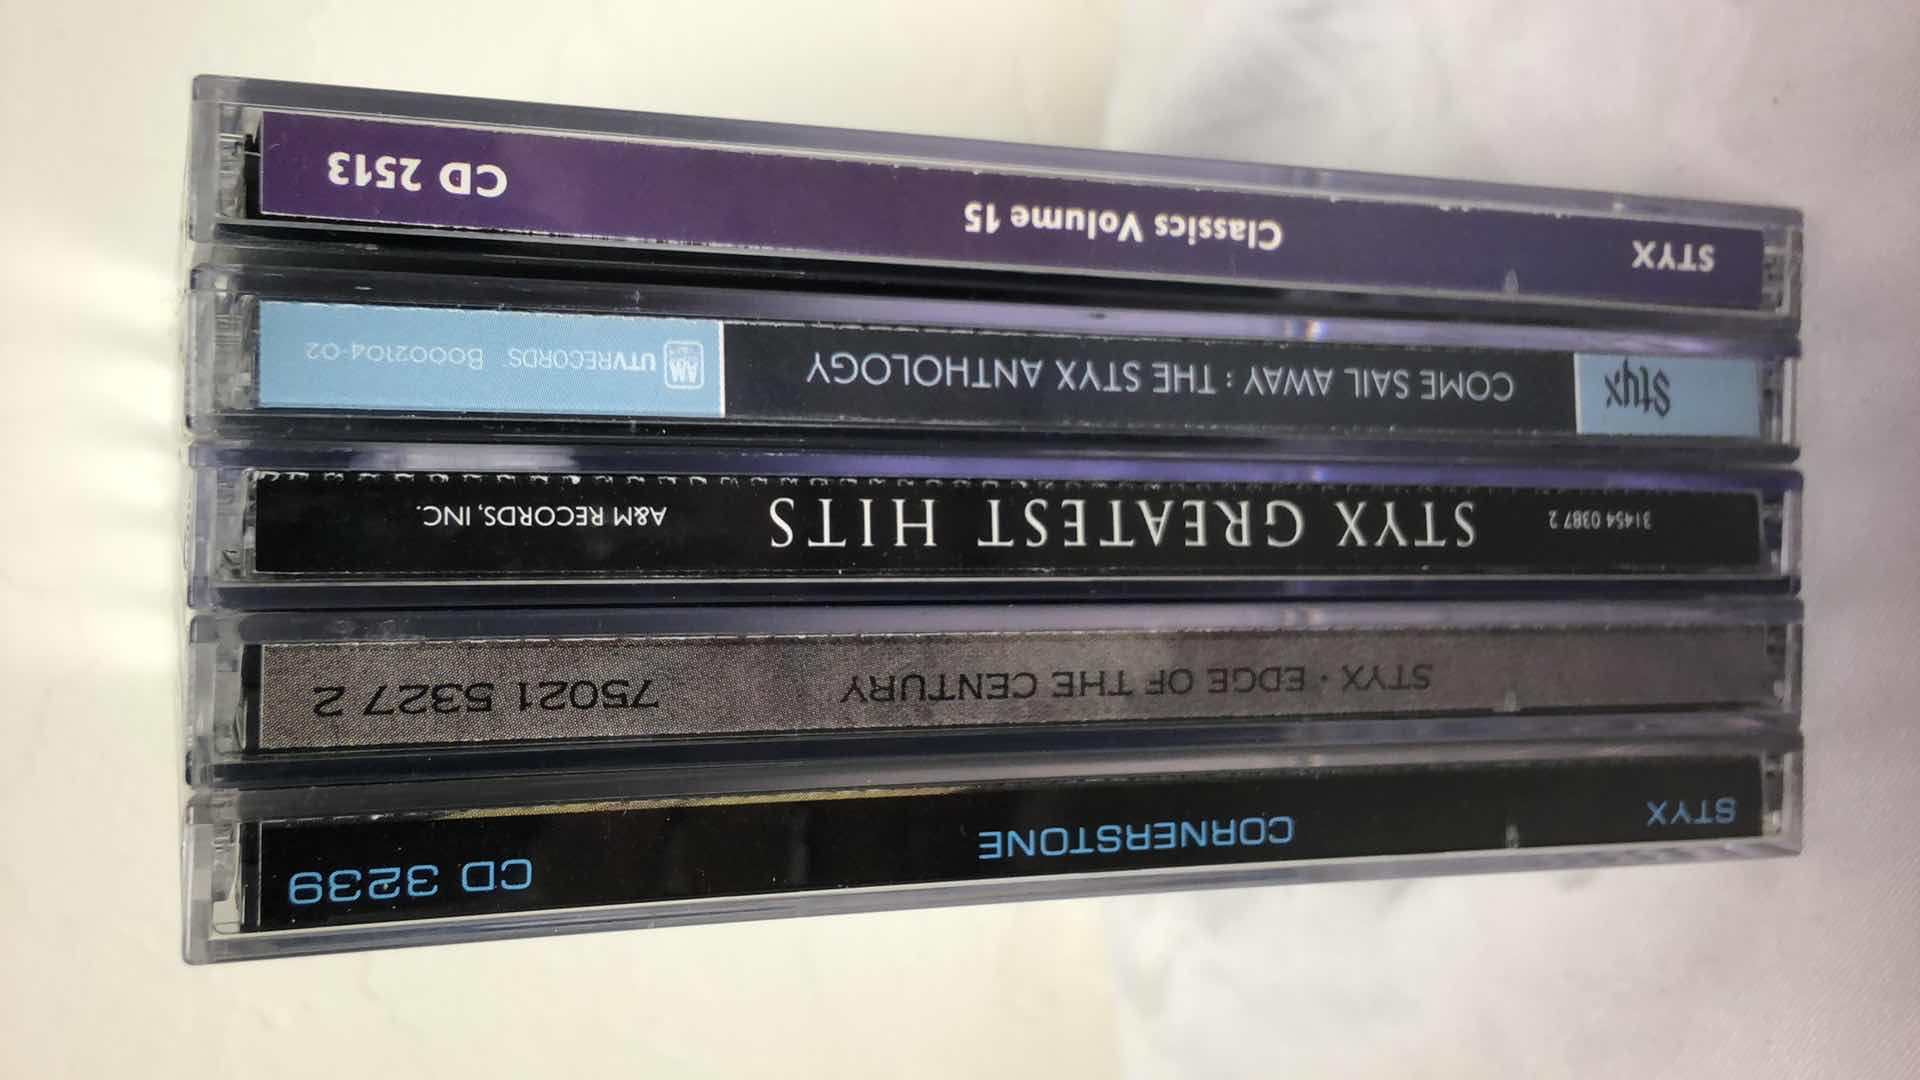 STYX CORNERSTONE CD 3239
STYX · EDGE OF THE CENTURY 75021 5327 2
31454 0387 2 STYX GREATEST HITS A&M RECORDS, INC.
Styx COME SAIL AWAY : THE STYX ANTHOLOGY A&M UTVRECORDS B0002104-02
STYX Classics Volume 15 CD 2513